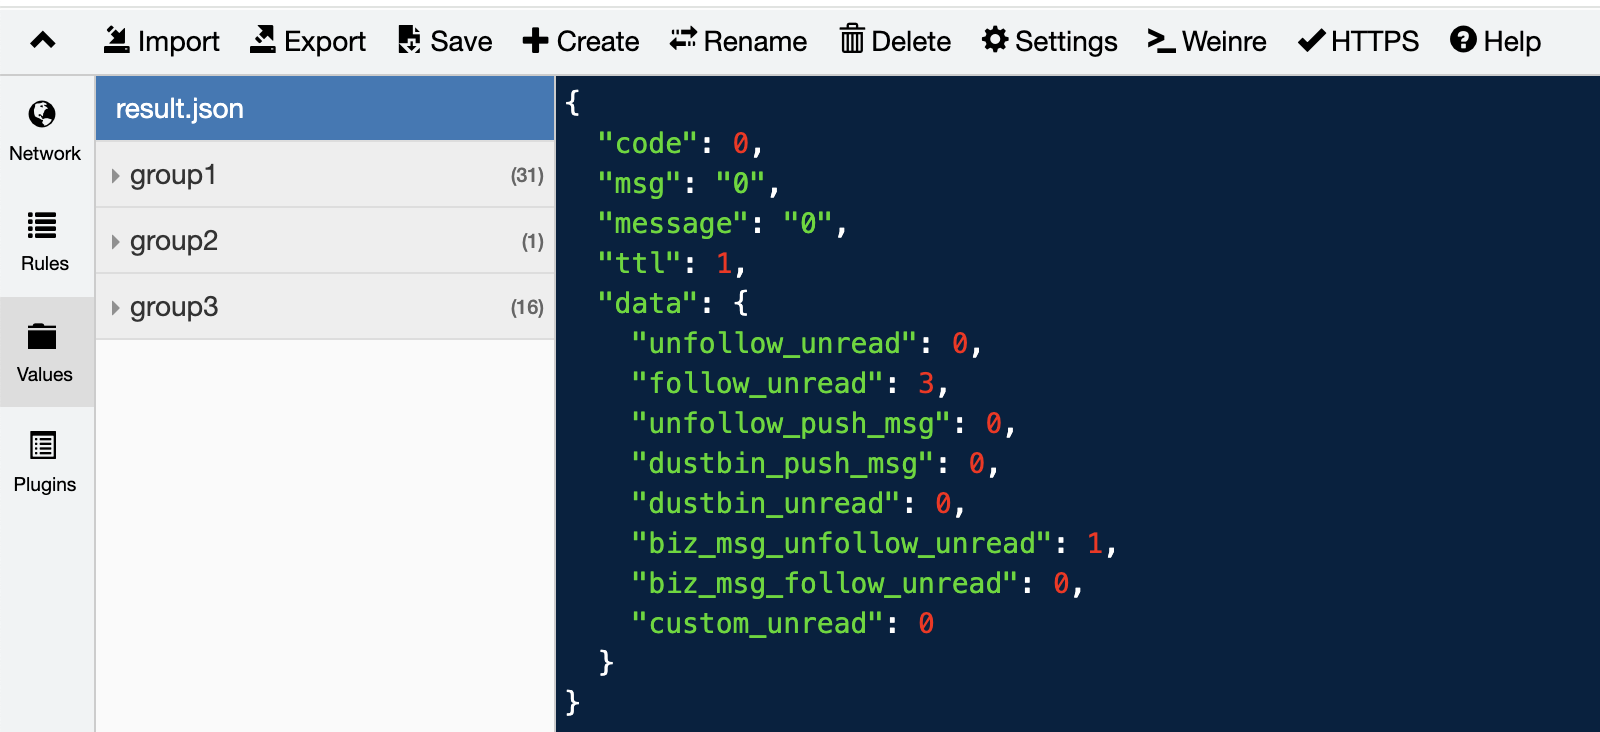 Import Export Save Create Rename Delete Settings Weinre HTTPS Help
Network
Rules
Values
Plugins
result.json
group1 (31)
group2 (1)
group3 (16)
{
  "code": 0,
  "msg": "0",
  "message": "0",
  "ttl": 1,
  "data": {
    "unfollow_unread": 0,
    "follow_unread": 3,
    "unfollow_push_msg": 0,
    "dustbin_push_msg": 0,
    "dustbin_unread": 0,
    "biz_msg_unfollow_unread": 1,
    "biz_msg_follow_unread": 0,
    "custom_unread": 0
  }
}